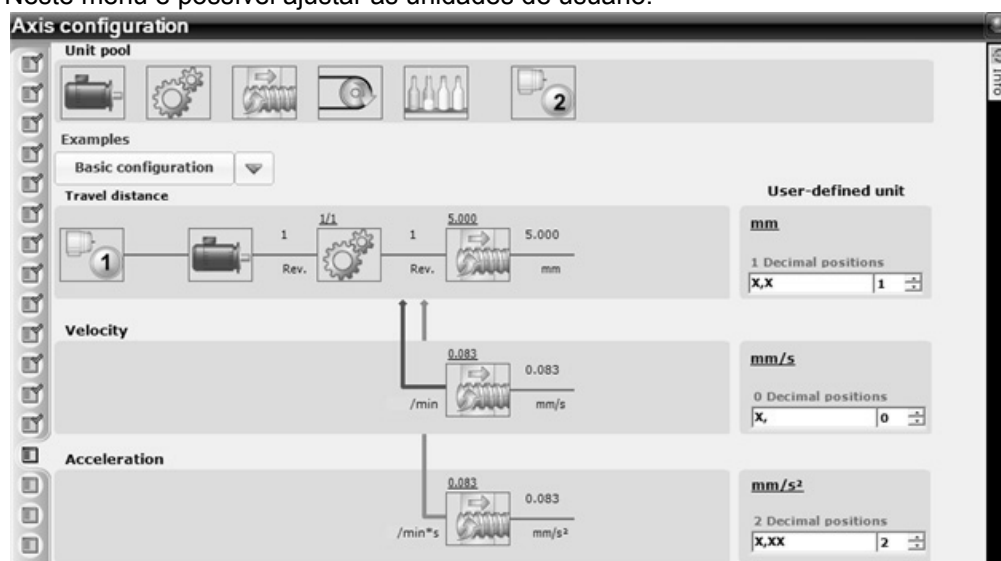 Neste menu é possível ajustar as unidades do usuário:
Axis configuration
Info
Unit pool
2
Examples
Basic configuration
Travel distance
User-defined unit
1
1
Rev.
1/1
1
Rev.
5.000
5.000
mm
mm
1 Decimal positions
X,X 1
Velocity
/min
0.083
0.083
mm/s
mm/s
0 Decimal positions
X, 0
Acceleration
/min*s
0.083
0.083
mm/s²
mm/s²
2 Decimal positions
X,XX 2